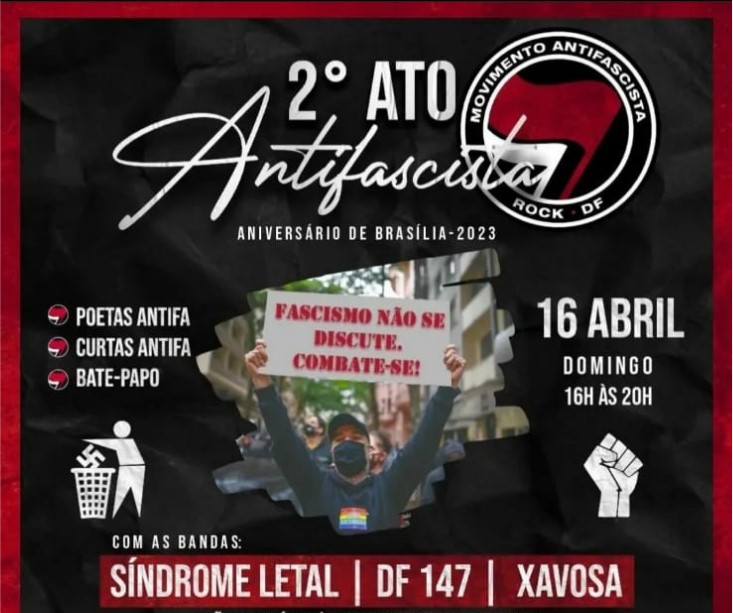 2° ATO
Antifascista
MOVIMENTO ANTIFASCISTA
ROCK · DF
ANIVERSÁRIO DE BRASÍLIA-2023
POETAS ANTIFA
CURTAS ANTIFA
BATE-PAPO
FASCISMO NÃO SE
DISCUTE.
COMBATE-SE!
16 ABRIL
DOMINGO
16H ÀS 20H
COM AS BANDAS:
SÍNDROME LETAL | DF 147 | XAVOSA